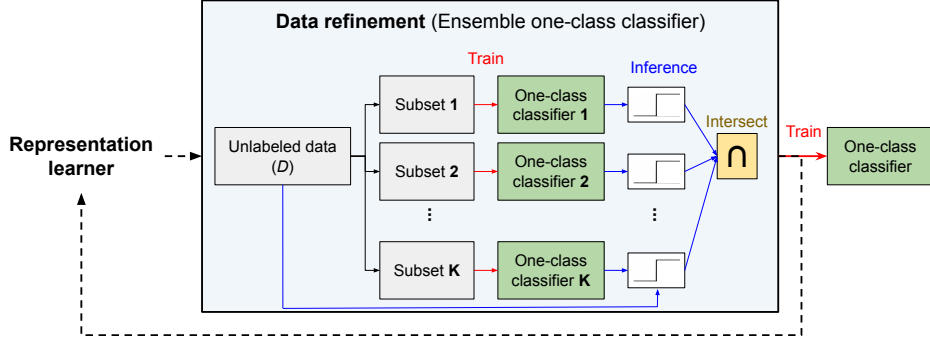 Data refinement (Ensemble one-class classifier)
Train
Inference
Subset 1
One-class
classifier 1
Intersect
Train
Representation
learner
Unlabeled data
(D)
Subset 2
One-class
classifier 2
∩
One-class
classifier
...
...
Subset K
One-class
classifier K